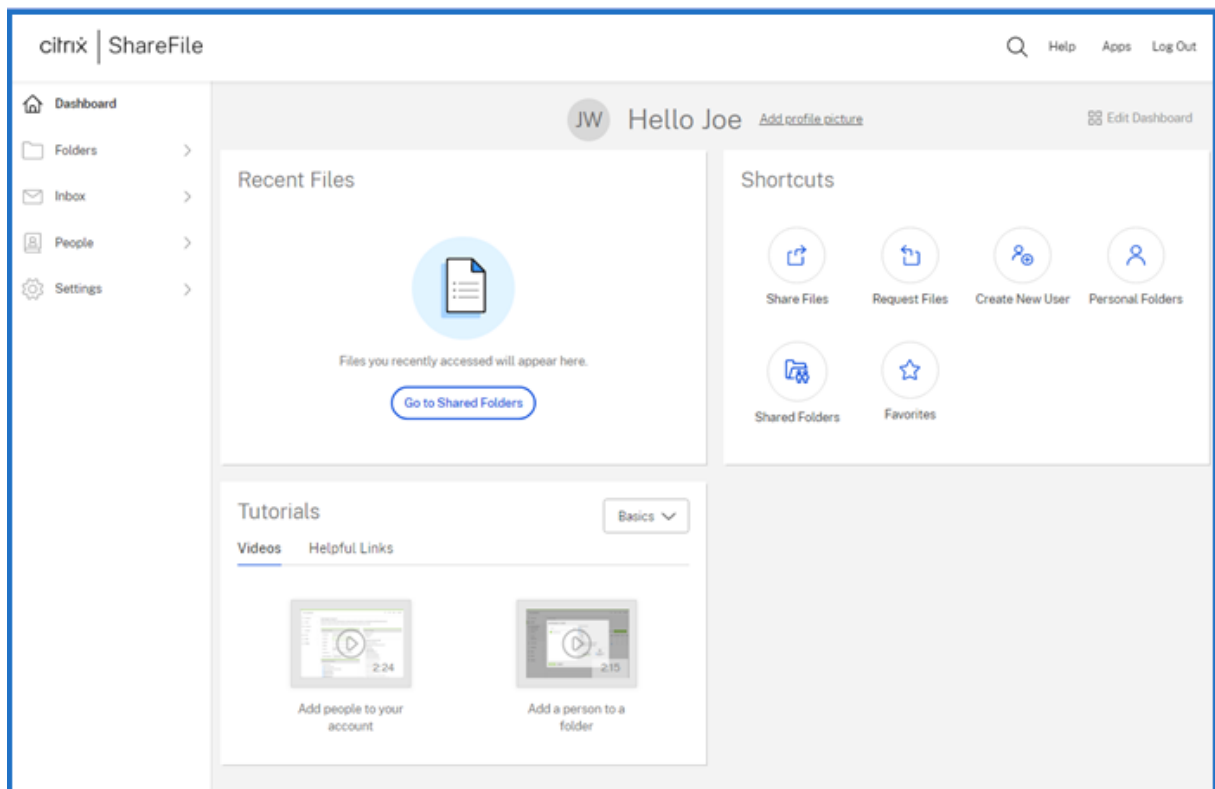 citrix | ShareFile
Help Apps Log Out
Dashboard
Folders
Inbox
People
Settings
JW Hello Joe Add profile picture
Edit Dashboard
Recent Files
Files you recently accessed will appear here.
Go to Shared Folders
Shortcuts
Share Files
Request Files
Create New User
Personal Folders
Shared Folders
Favorites
Tutorials
Basics
Videos Helpful Links
2:24
Add people to your
account
2:15
Add a person to a
folder